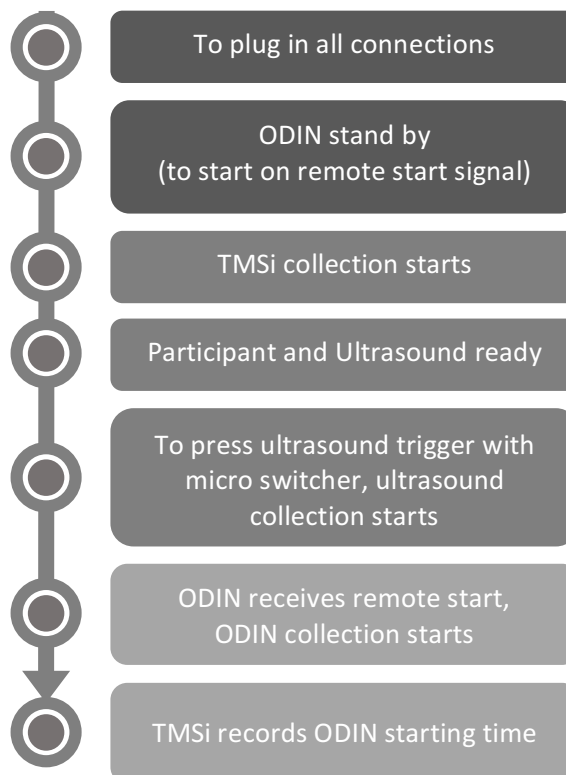 To plug in all connections
ODIN stand by
(to start on remote start signal)
TMSi collection starts
Participant and Ultrasound ready
To press ultrasound trigger with
micro switcher, ultrasound
collection starts
ODIN receives remote start,
ODIN collection starts
TMSi records ODIN starting time